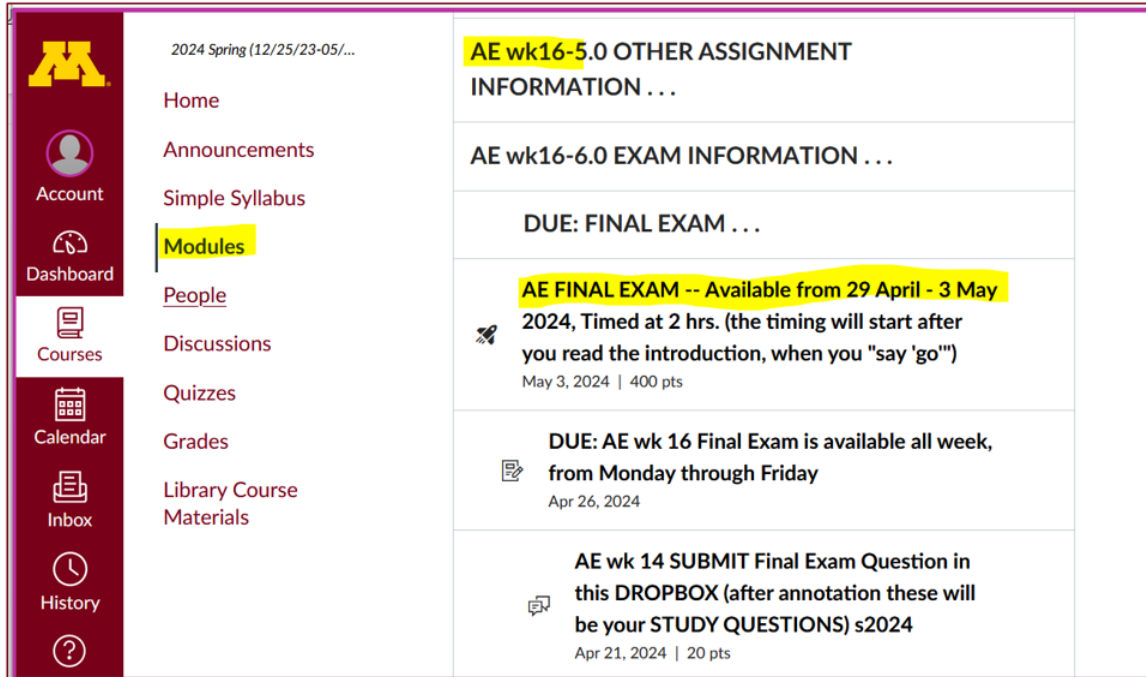 2024 Spring (12/25/23-05/...
Home
Announcements
Simple Syllabus
Modules
People
Discussions
Quizzes
Grades
Library Course
Materials
Account
Dashboard
Courses
Calendar
Inbox
History
AE wk16-5.0 OTHER ASSIGNMENT
INFORMATION . . .
AE wk16-6.0 EXAM INFORMATION . . .
DUE: FINAL EXAM . . .
AE FINAL EXAM -- Available from 29 April - 3 May
2024, Timed at 2 hrs. (the timing will start after
you read the introduction, when you "say 'go'")
May 3, 2024 | 400 pts
DUE: AE wk 16 Final Exam is available all week,
from Monday through Friday
Apr 26, 2024
AE wk 14 SUBMIT Final Exam Question in
this DROPBOX (after annotation these will
be your STUDY QUESTIONS) s2024
Apr 21, 2024 | 20 pts